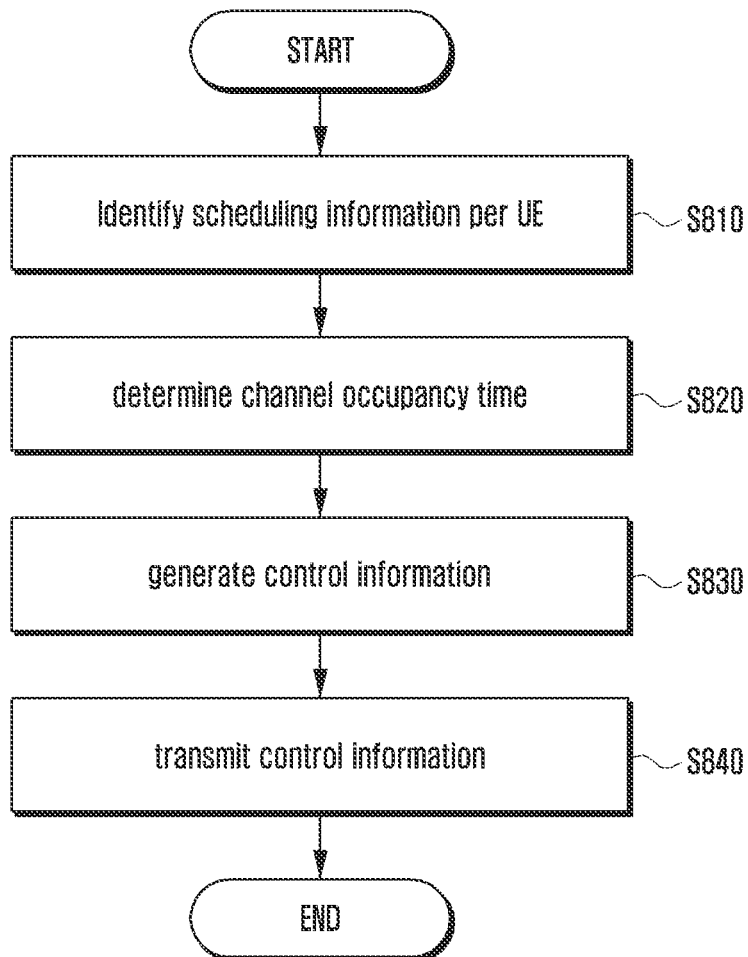 START
Identify scheduling information per UE
S810
determine channel occupancy time
S820
generate control information
S830
transmit control information
S840
END